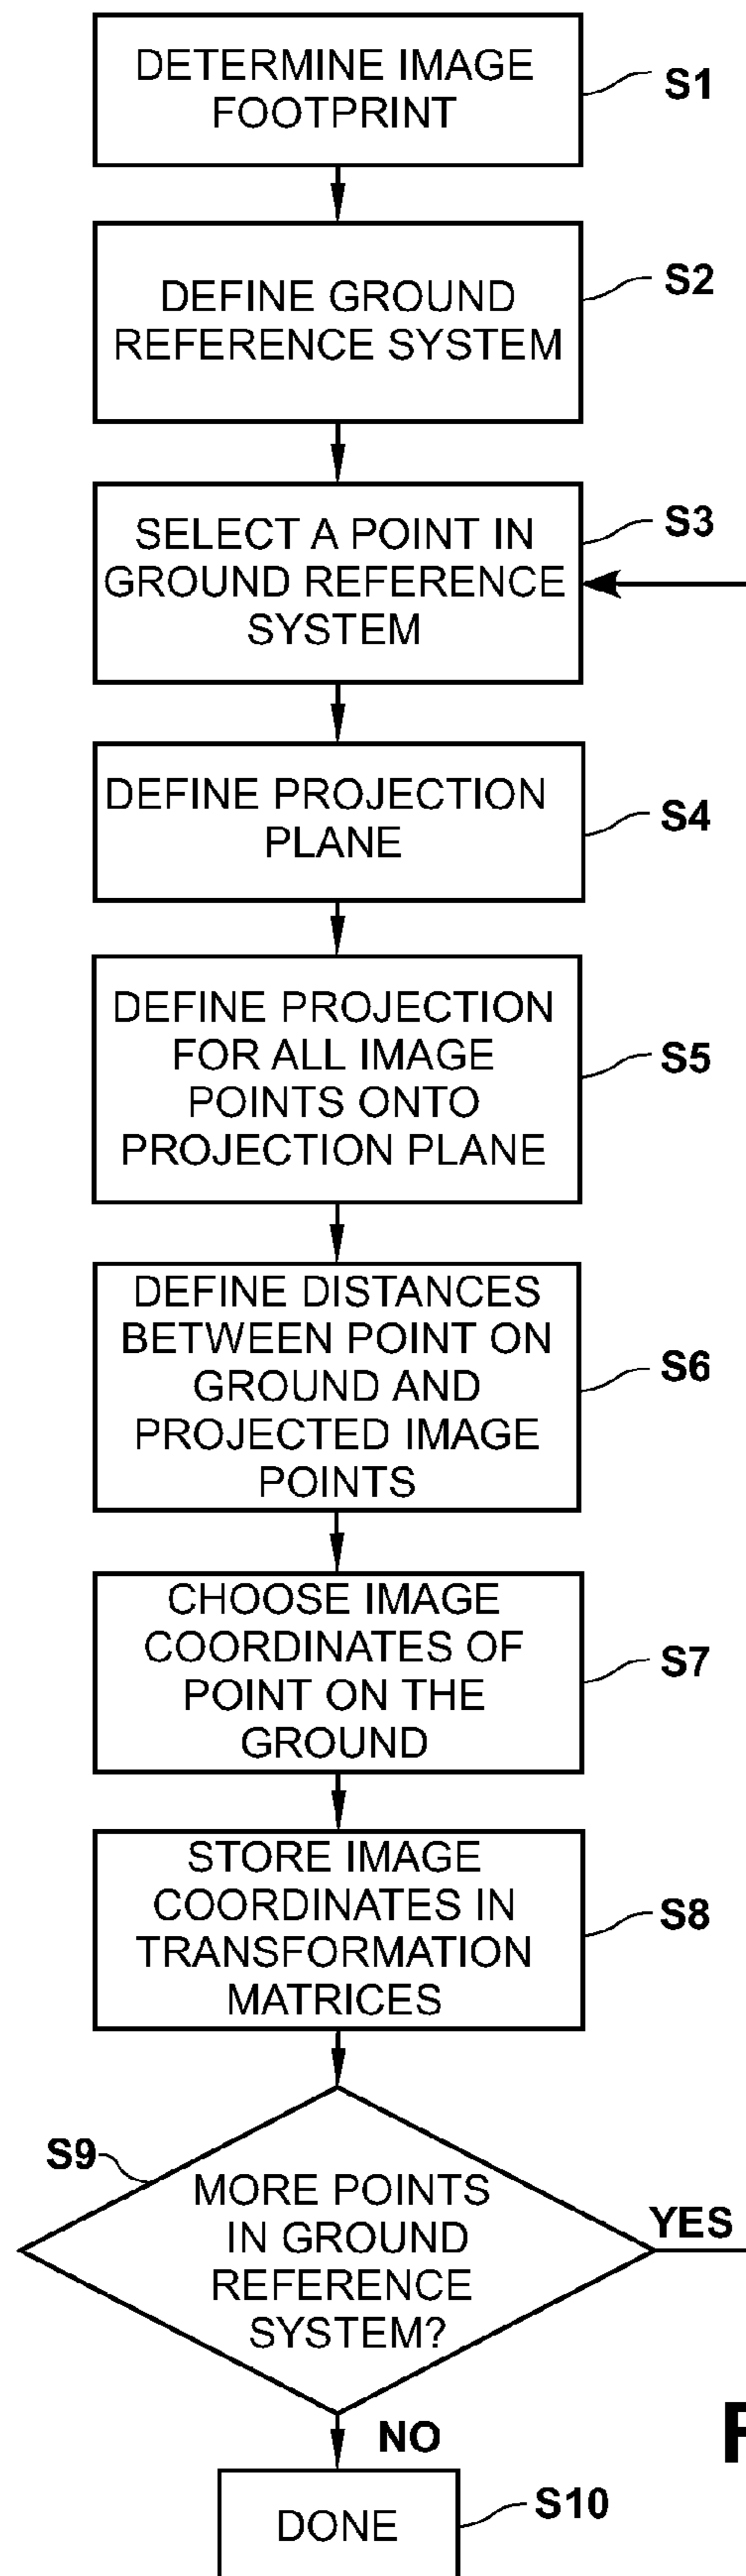 DETERMINE IMAGE
FOOTPRINT
S1
DEFINE GROUND
REFERENCE SYSTEM
S2
SELECT A POINT IN
GROUND REFERENCE
SYSTEM
S3
DEFINE PROJECTION
PLANE
S4
DEFINE PROJECTION
FOR ALL IMAGE
POINTS ONTO
PROJECTION PLANE
S5
DEFINE DISTANCES
BETWEEN POINT ON
GROUND AND
PROJECTED IMAGE
POINTS
S6
CHOOSE IMAGE
COORDINATES OF
POINT ON THE
GROUND
S7
STORE IMAGE
COORDINATES IN
TRANSFORMATION
MATRICES
S8
S9
MORE POINTS
IN GROUND
REFERENCE
SYSTEM?
YES
NO
DONE
S10